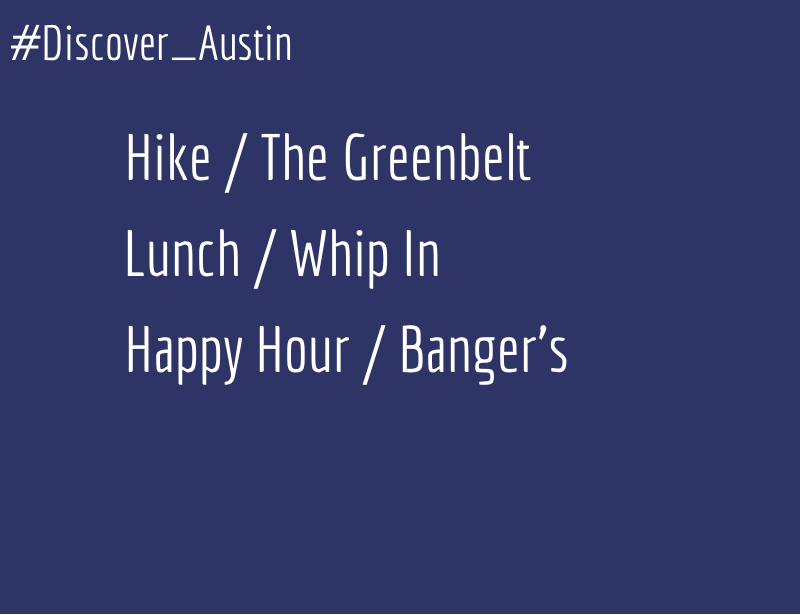 #Discover_Austin
Hike / The Greenbelt
Lunch / Whip In
Happy Hour / Banger’s